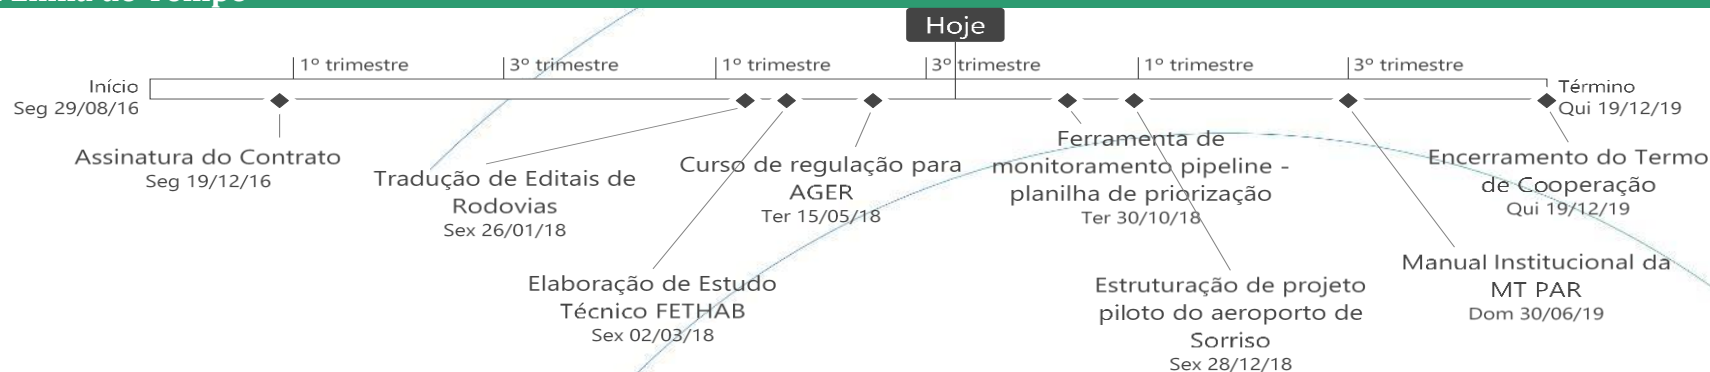 Hoje
1º trimestre
3º trimestre
1º trimestre
3º trimestre
1º trimestre
3º trimestre
Início
Seg 29/08/16
Término
Qui 19/12/19
Assinatura do Contrato
Seg 19/12/16
Tradução de Editais de
Rodovias
Sex 26/01/18
Elaboração de Estudo
Técnico FETHAB
Sex 02/03/18
Curso de regulação para
AGER
Ter 15/05/18
Ferramenta de
monitoramento pipeline -
planilha de priorização
Ter 30/10/18
Estruturação de projeto
piloto do aeroporto de
Sorriso
Sex 28/12/18
Manual Institucional da
MT PAR
Dom 30/06/19
Encerramento do Termo
de Cooperação
Qui 19/12/19